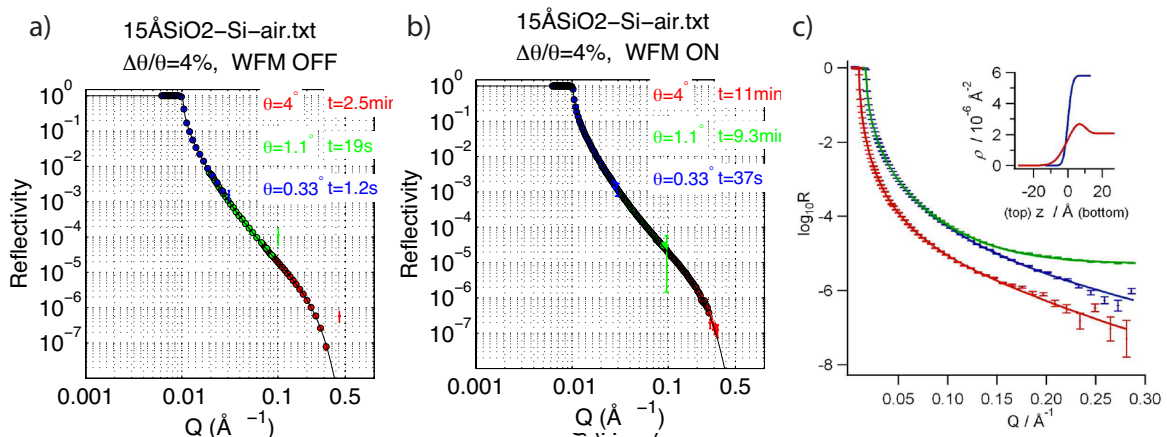 a)
15ÅSiO2−Si−air.txt
Δθ/θ=4%, WFM OFF
10⁰
10⁻¹
10⁻²
10⁻³
10⁻⁴
10⁻⁵
10⁻⁶
10⁻⁷
Reflectivity
θ=4° t=2.5min
θ=1.1° t=19s
θ=0.33° t=1.2s
0.001 0.01 0.1 0.5
Q (Å ⁻¹)
b)
15ÅSiO2−Si−air.txt
Δθ/θ=4%, WFM ON
10⁰
10⁻¹
10⁻²
10⁻³
10⁻⁴
10⁻⁵
10⁻⁶
10⁻⁷
Reflectivity
θ=4° t=11min
θ=1.1° t=9.3min
θ=0.33° t=37s
0.001 0.01 0.1 0.5
Q (Å ⁻¹)
c)
0
-2
-4
-6
-8
log₁₀R
6
4
2
0
ρ / 10⁻⁶ Å⁻²
-20 0 20
(top) z / Å (bottom)
0.05 0.10 0.15 0.20 0.25 0.30
Q / Å⁻¹